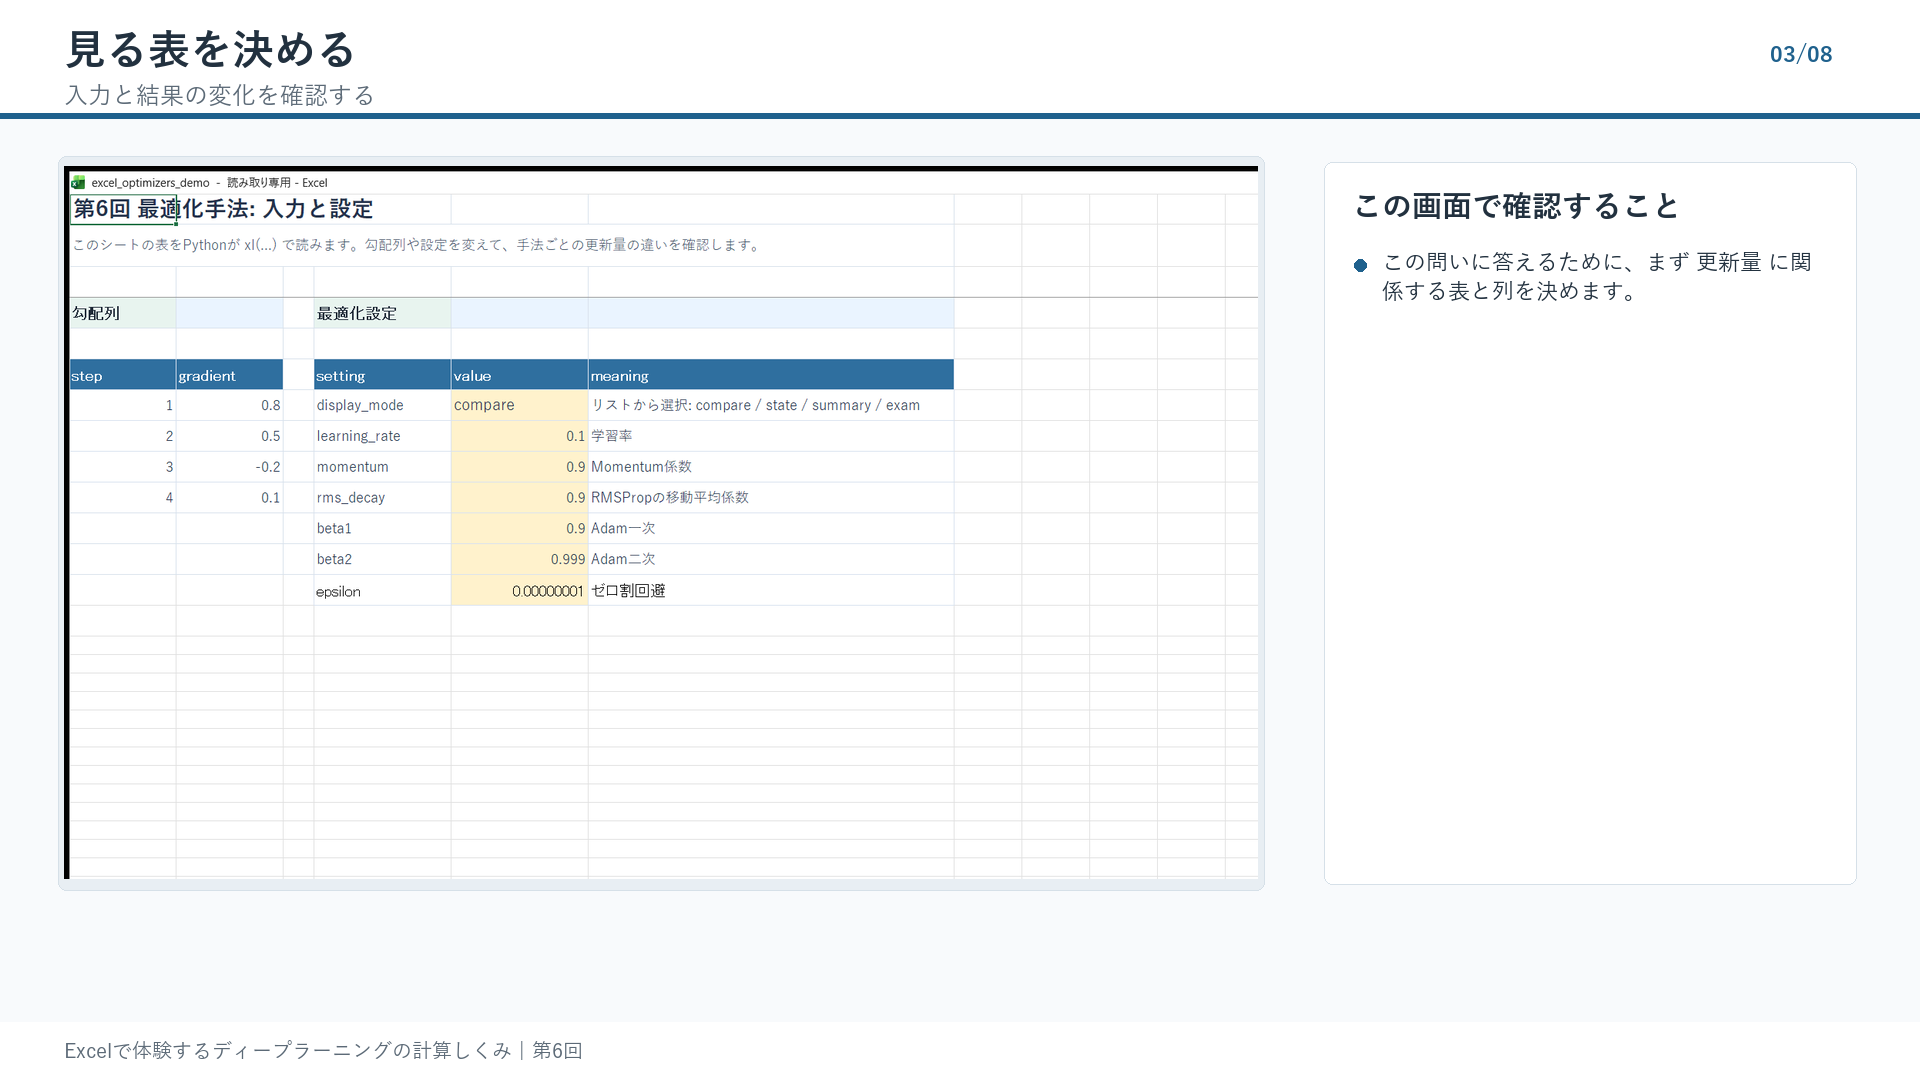 見る表を決める
入力と結果の変化を確認する
03/08
excel_optimizers_demo - 読み取り専用 - Excel
第6回 最適化手法: 入力と設定
このシートの表をPythonが xl(...) で読みます。勾配列や設定を変えて、手法ごとの更新量の違いを確認します。
勾配列 最適化設定
step gradient setting value meaning
1 0.8 display_mode compare リストから選択: compare / state / summary / exam
2 0.5 learning_rate 0.1 学習率
3 -0.2 momentum 0.9 Momentum係数
4 0.1 rms_decay 0.9 RMSPropの移動平均係数
beta1 0.9 Adam一次
beta2 0.999 Adam二次
epsilon 0.00000001 ゼロ割回避
この画面で確認すること
この問いに答えるために、まず 更新量 に関
係する表と列を決めます。
Excelで体験するディープラーニングの計算しくみ｜第6回